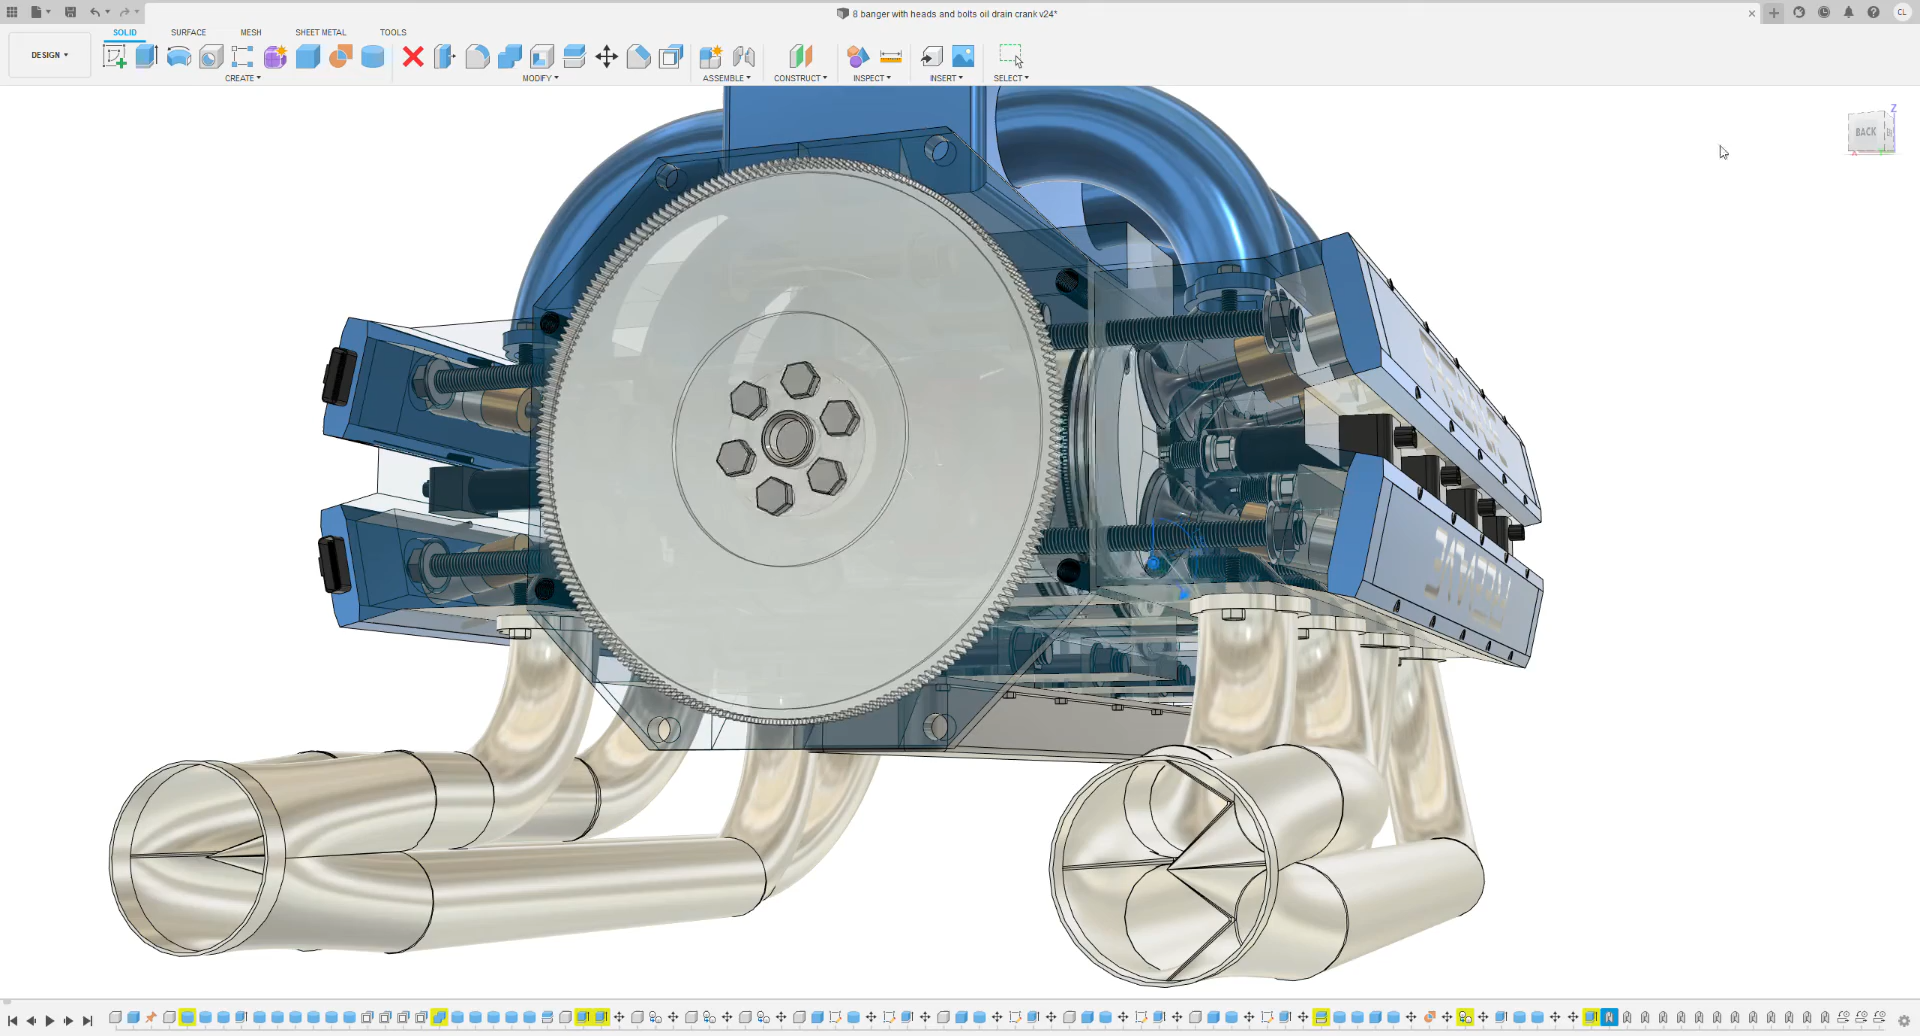 8 banger with heads and bolts oil drain crank v24*
CL
SOLID
SURFACE
MESH
SHEET METAL
TOOLS
DESIGN
CREATE
MODIFY
ASSEMBLE
CONSTRUCT
INSPECT
INSERT
SELECT
Z
BACK